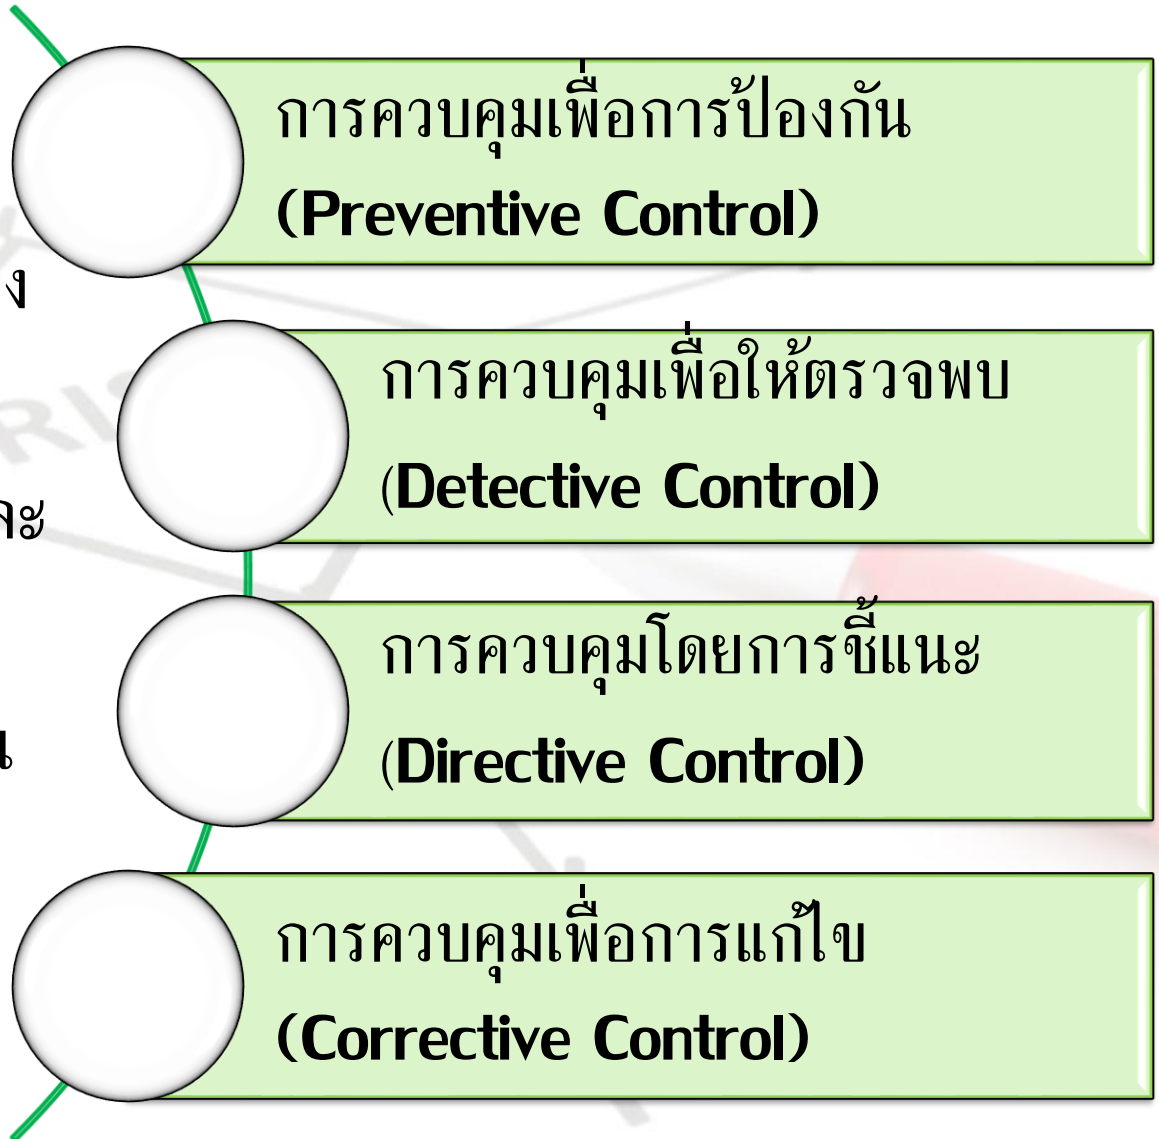 การควบคุมเพื่อการป้องกัน
(Preventive Control)
ง
การควบคุมเพื่อให้ตรวจพบ
(Detective Control)
ละ
การควบคุมโดยการชี้แนะ
(Directive Control)
น
การควบคุมเพื่อการแก้ไข
(Corrective Control)